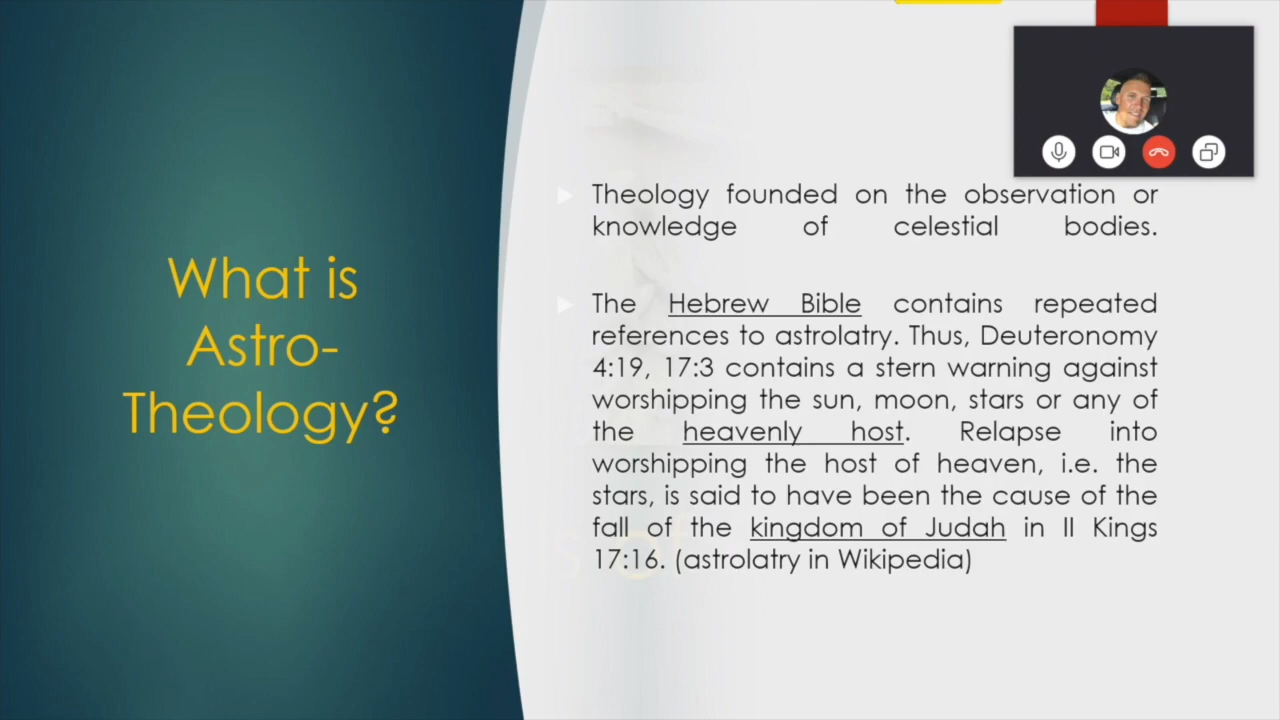 What is
Astro-
Theology?
Theology founded on the observation or
knowledge of celestial bodies.
The Hebrew Bible contains repeated
references to astrolatry. Thus, Deuteronomy
4:19, 17:3 contains a stern warning against
worshipping the sun, moon, stars or any of
the heavenly host. Relapse into
worshipping the host of heaven, i.e. the
stars, is said to have been the cause of the
fall of the kingdom of Judah in II Kings
17:16. (astrolatry in Wikipedia)